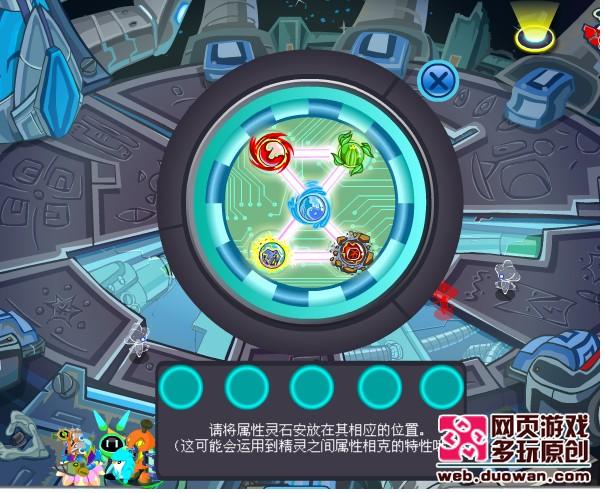 请将属性灵石安放在其相应的位置。
（这可能会运用到精灵之间属性相克的特性
网页游戏
多玩原创
web.duowan.com